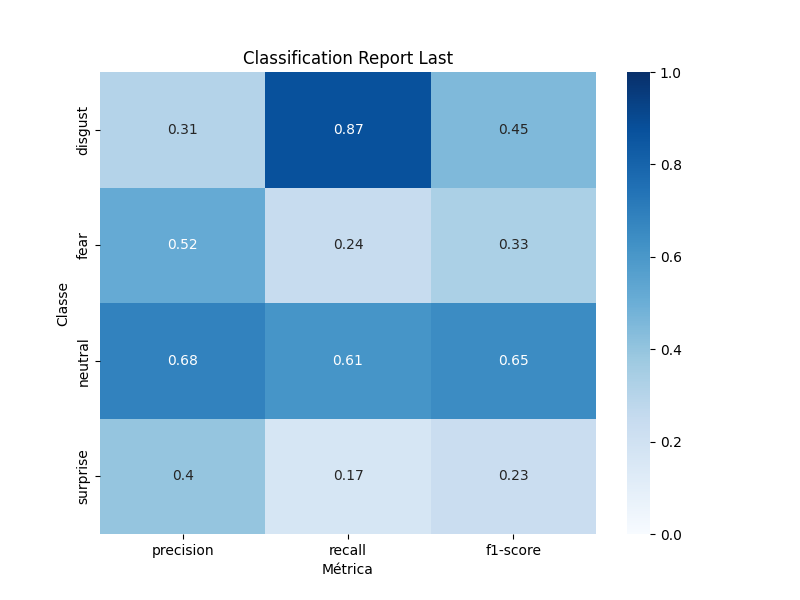 Classification Report Last
Classe
disgust 0.31 0.87 0.45
fear 0.52 0.24 0.33
neutral 0.68 0.61 0.65
surprise 0.4 0.17 0.23
precision recall f1-score
Métrica
1.0
0.8
0.6
0.4
0.2
0.0